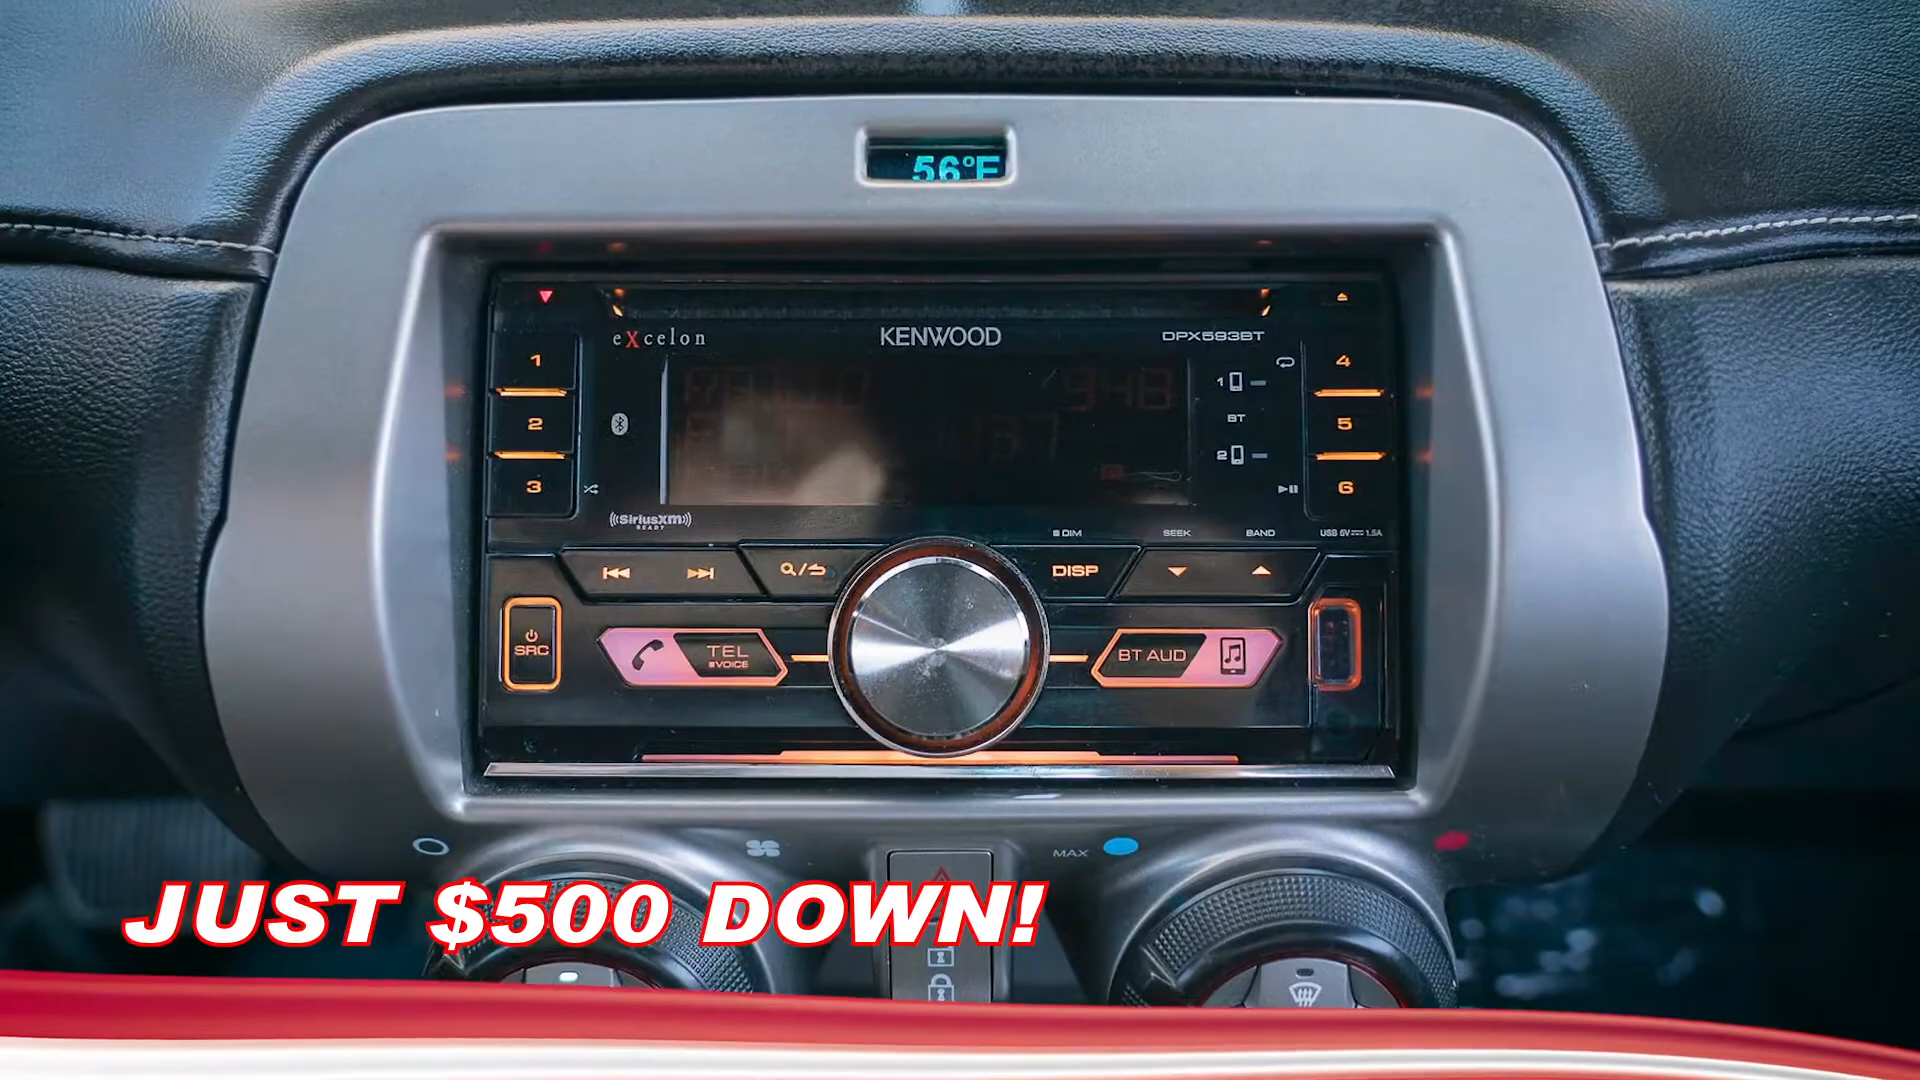 56°F
eXcelon KENWOOD DPX593BT
1 4
1
2 BT 5
2
3 6
((SiriusXM))
READY
DIM SEEK BAND USB 5V 1.5A
DISP
SRC TEL BT AUD
VOICE
MAX
JUST $500 DOWN!